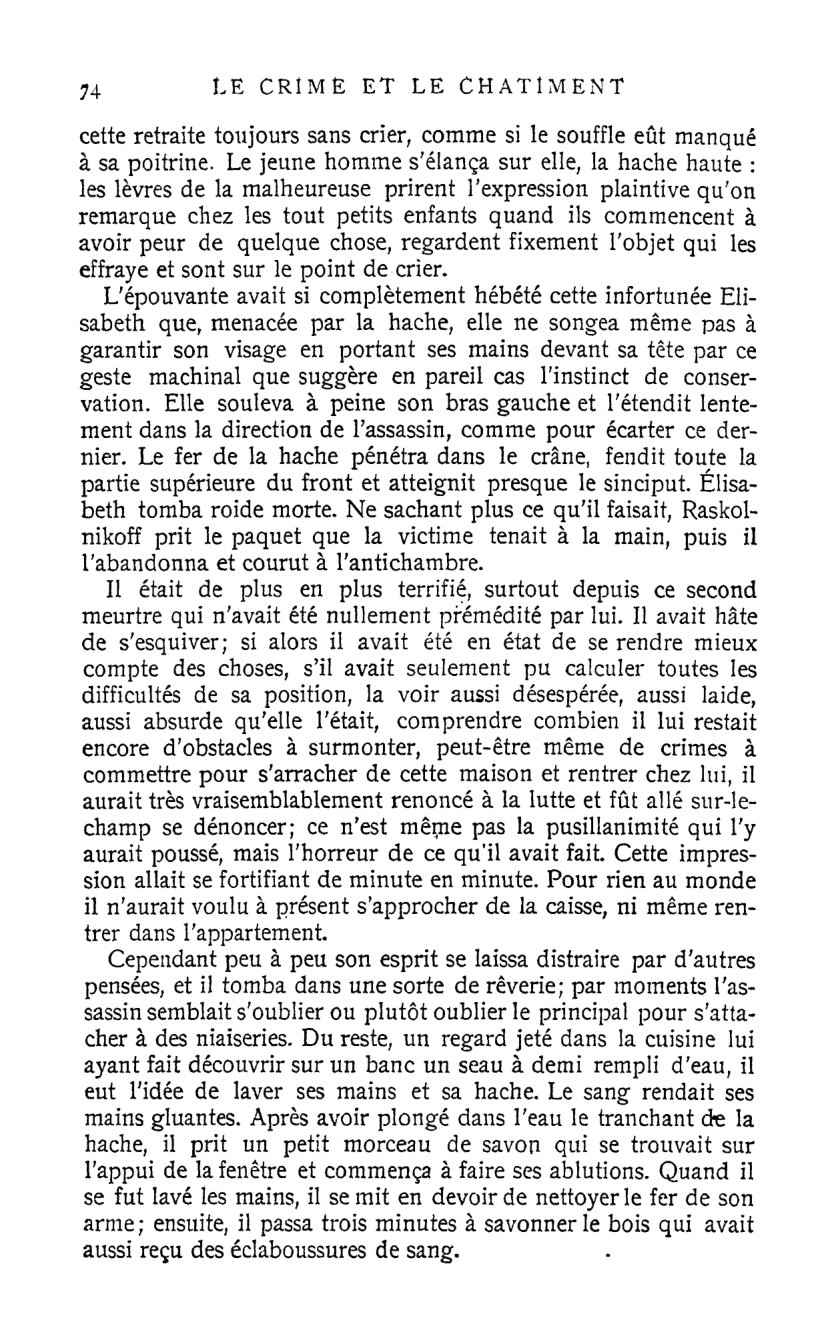 74 LE CRIME ET LE CHATIMENT
cette retraite toujours sans crier, comme si le souffle eût manqué
à sa poitrine. Le jeune homme s'élança sur elle, la hache haute :
les lèvres de la malheureuse prirent l'expression plaintive qu'on
remarque chez les tout petits enfants quand ils commencent à
avoir peur de quelque chose, regardent fixement l'objet qui les
effraye et sont sur le point de crier.
L'épouvante avait si complètement hébété cette infortunée Eli-
sabeth que, menacée par la hache, elle ne songea même pas à
garantir son visage en portant ses mains devant sa tête par ce
geste machinal que suggère en pareil cas l'instinct de conser-
vation. Elle souleva à peine son bras gauche et l'étendit lente-
ment dans la direction de l'assassin, comme pour écarter ce der-
nier. Le fer de la hache pénétra dans le crâne, fendit toute la
partie supérieure du front et atteignit presque le sinciput. Élisa-
beth tomba roide morte. Ne sachant plus ce qu'il faisait, Raskol-
nikoff prit le paquet que la victime tenait à la main, puis il
l'abandonna et courut à l'antichambre.
Il était de plus en plus terrifié, surtout depuis ce second
meurtre qui n'avait été nullement prémédité par lui. Il avait hâte
de s'esquiver; si alors il avait été en état de se rendre mieux
compte des choses, s'il avait seulement pu calculer toutes les
difficultés de sa position, la voir aussi désespérée, aussi laide,
aussi absurde qu'elle l'était, comprendre combien il lui restait
encore d'obstacles à surmonter, peut-être même de crimes à
commettre pour s'arracher de cette maison et rentrer chez lui, il
aurait très vraisemblablement renoncé à la lutte et fût allé sur-le-
champ se dénoncer; ce n'est même pas la pusillanimité qui l'y
aurait poussé, mais l'horreur de ce qu'il avait fait. Cette impres-
sion allait se fortifiant de minute en minute. Pour rien au monde
il n'aurait voulu à présent s'approcher de la caisse, ni même ren-
trer dans l'appartement.
Cependant peu à peu son esprit se laissa distraire par d'autres
pensées, et il tomba dans une sorte de rêverie; par moments l'as-
sassin semblait s'oublier ou plutôt oublier le principal pour s'atta-
cher à des niaiseries. Du reste, un regard jeté dans la cuisine lui
ayant fait découvrir sur un banc un seau à demi rempli d'eau, il
eut l'idée de laver ses mains et sa hache. Le sang rendait ses
mains gluantes. Après avoir plongé dans l'eau le tranchant de la
hache, il prit un petit morceau de savon qui se trouvait sur
l'appui de la fenêtre et commença à faire ses ablutions. Quand il
se fut lavé les mains, il se mit en devoir de nettoyer le fer de son
arme; ensuite, il passa trois minutes à savonner le bois qui avait
aussi reçu des éclaboussures de sang.